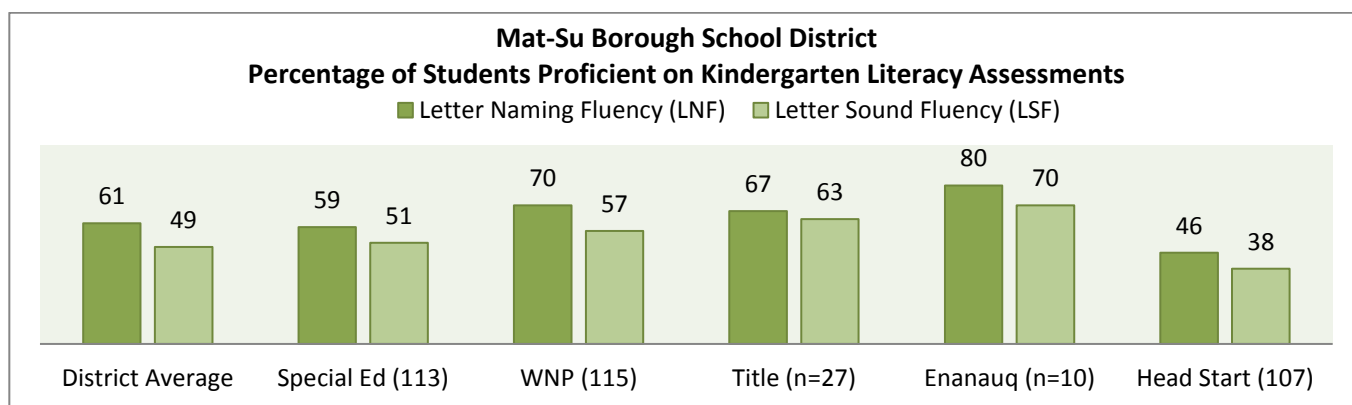 Mat-Su Borough School District
Percentage of Students Proficient on Kindergarten Literacy Assessments
Letter Naming Fluency (LNF) Letter Sound Fluency (LSF)
61 49 59 51 70 57 67 63 80 70 46 38
District Average Special Ed (113) WNP (115) Title (n=27) Enanauq (n=10) Head Start (107)